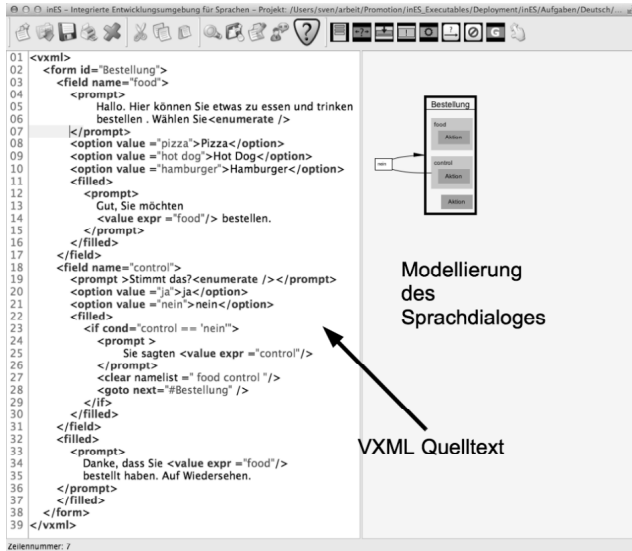 inES – Integrierte Entwicklungsumgebung für Sprachen – Projekt: /Users/sven/arbeit/Promotion/inES_Executables/Deployment/inES/Aufgaben/Deutsch/...
01 <vxml>
02 <form id="Bestellung">
03 <field name="food">
04 <prompt>
05 Hallo. Hier können Sie etwas zu essen und trinken
06 bestellen . Wählen Sie<enumerate />
07 </prompt>
08 <option value ="pizza">Pizza</option>
09 <option value ="hot dog">Hot Dog</option>
10 <option value ="hamburger">Hamburger</option>
11 <filled>
12 <prompt>
13 Gut, Sie möchten
14 <value expr ="food"/> bestellen.
15 </prompt>
16 </filled>
17 </field>
18 <field name="control">
19 <prompt >Stimmt das?<enumerate /></prompt>
20 <option value ="ja">ja</option>
21 <option value ="nein">nein</option>
22 <filled>
23 <if cond="control == 'nein'">
24 <prompt >
25 Sie sagten <value expr ="control"/>
26 </prompt>
27 <clear namelist =" food control "/>
28 <goto next="#Bestellung" />
29 </if>
30 </filled>
31 </field>
32 <filled>
33 <prompt>
34 Danke, dass Sie <value expr ="food"/>
35 bestellt haben. Auf Wiedersehen.
36 </prompt>
37 </filled>
38 </form>
39 </vxml>
Zeilennummer: 7
Bestellung
food
Aktion
nein
control
Aktion
Aktion
Modellierung
des
Sprachdialoges
VXML Quelltext